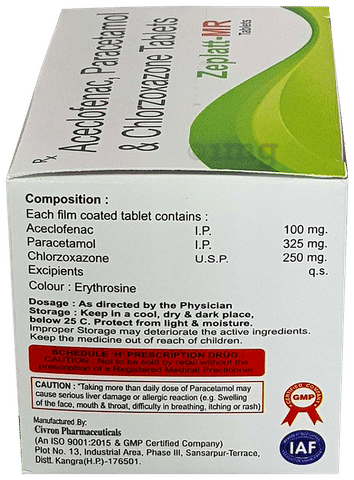 Rx Aceclofenac, Paracetamol
& Chlorzoxazone Tablets
Zeplatt-MR
Tablets
1mg
Composition :
Each film coated tablet contains :
Aceclofenac I.P. 100 mg.
Paracetamol I.P. 325 mg.
Chlorzoxazone U.S.P. 250 mg.
Excipients q.s.
Colour : Erythrosine
Dosage : As directed by the Physician
Storage : Keep in a cool, dry & dark place,
below 25 C. Protect from light & moisture.
Improper Storage may deteriorate the active ingredients.
Keep the medicine out of reach of children.
SCHEDULE 'H' PRESCRIPTION DRUG
CAUTION : Not to be sold by retail without the
Prescription of a Registered Medical Practitioner.
CAUTION : "Taking more than daily dose of Paracetamol may
cause serious liver damage or allergic reaction (e.g. Swelling
of the face, mouth & throat, difficulty in breathing, itching or rash)
Manufactured by :
Civron Pharmaceuticals
(An ISO 9001:2015 & GMP Certified Company)
Plot No. 13, Industrial Area, Phase III, Sansarpur-Terrace,
Distt. Kangra(H.P.)-176501.
CERTIFIED COMPANY
GMP
IAF